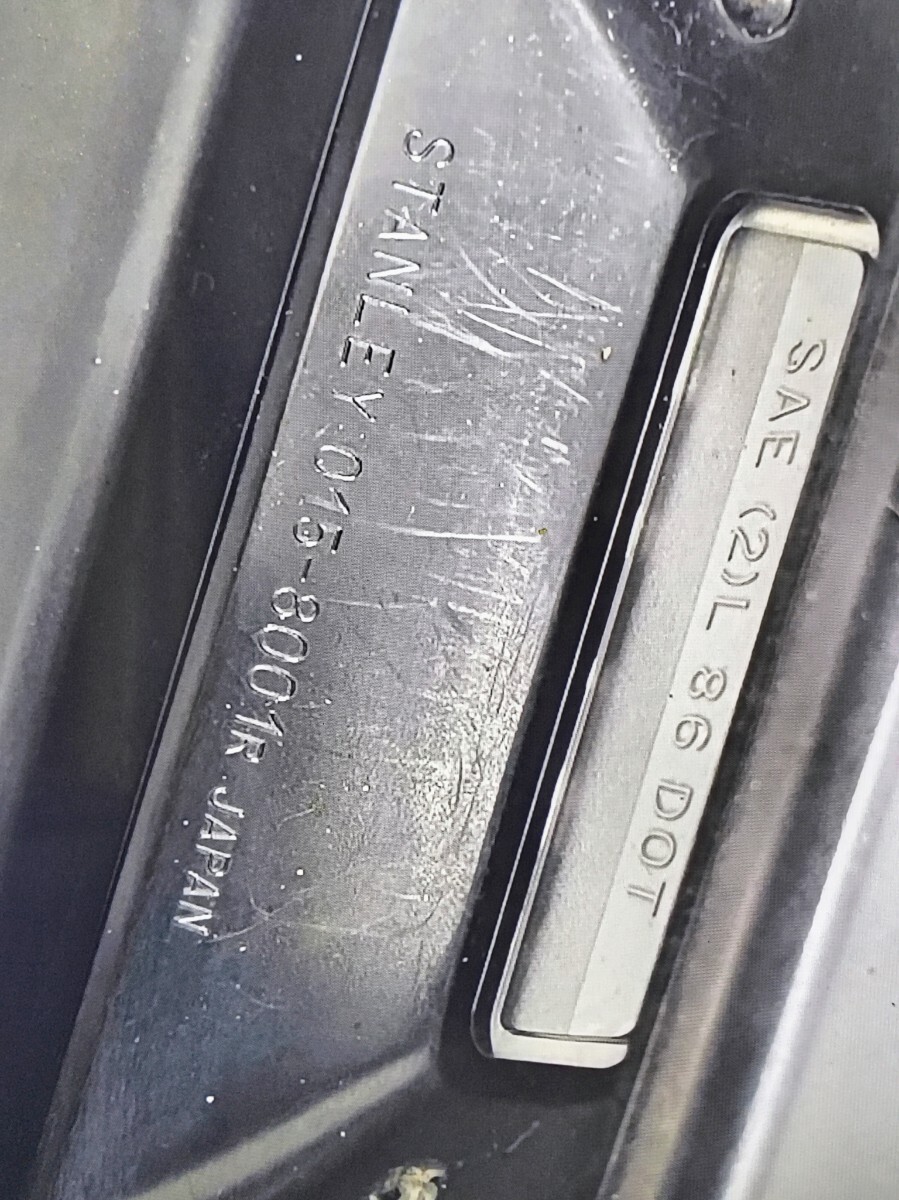 STANLEY 015-8001R JAPAN
SAE (2)L 86 DOT